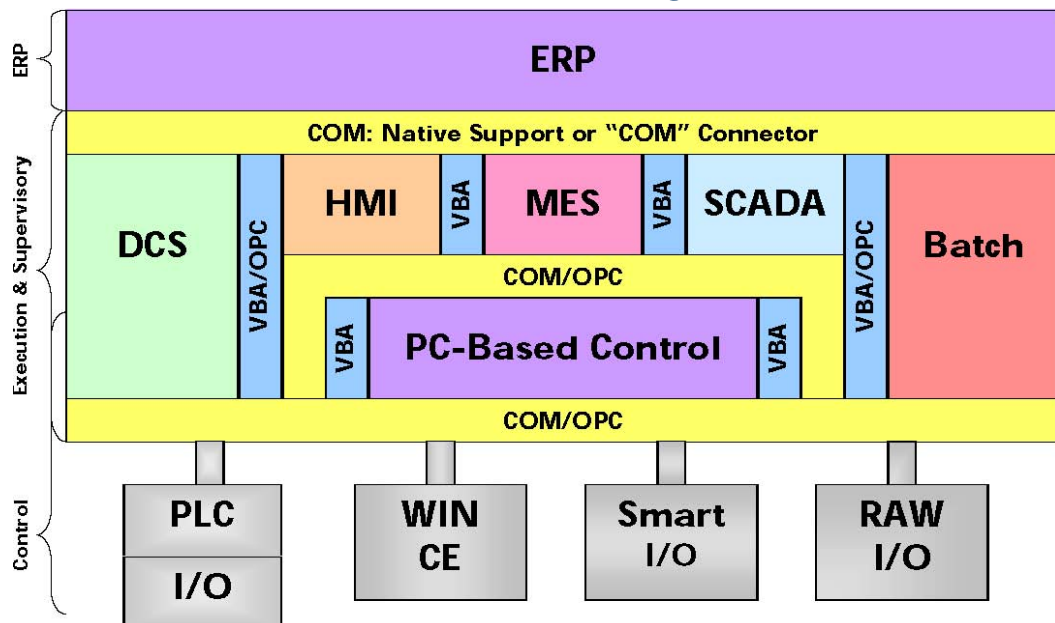 ERP
ERP
COM: Native Support or "COM" Connector
Execution & Supervisory
DCS
VBA/OPC
HMI
VBA
MES
VBA
SCADA
VBA/OPC
Batch
COM/OPC
VBA
PC-Based Control
VBA
COM/OPC
Control
PLC
I/O
WIN
CE
Smart
I/O
RAW
I/O